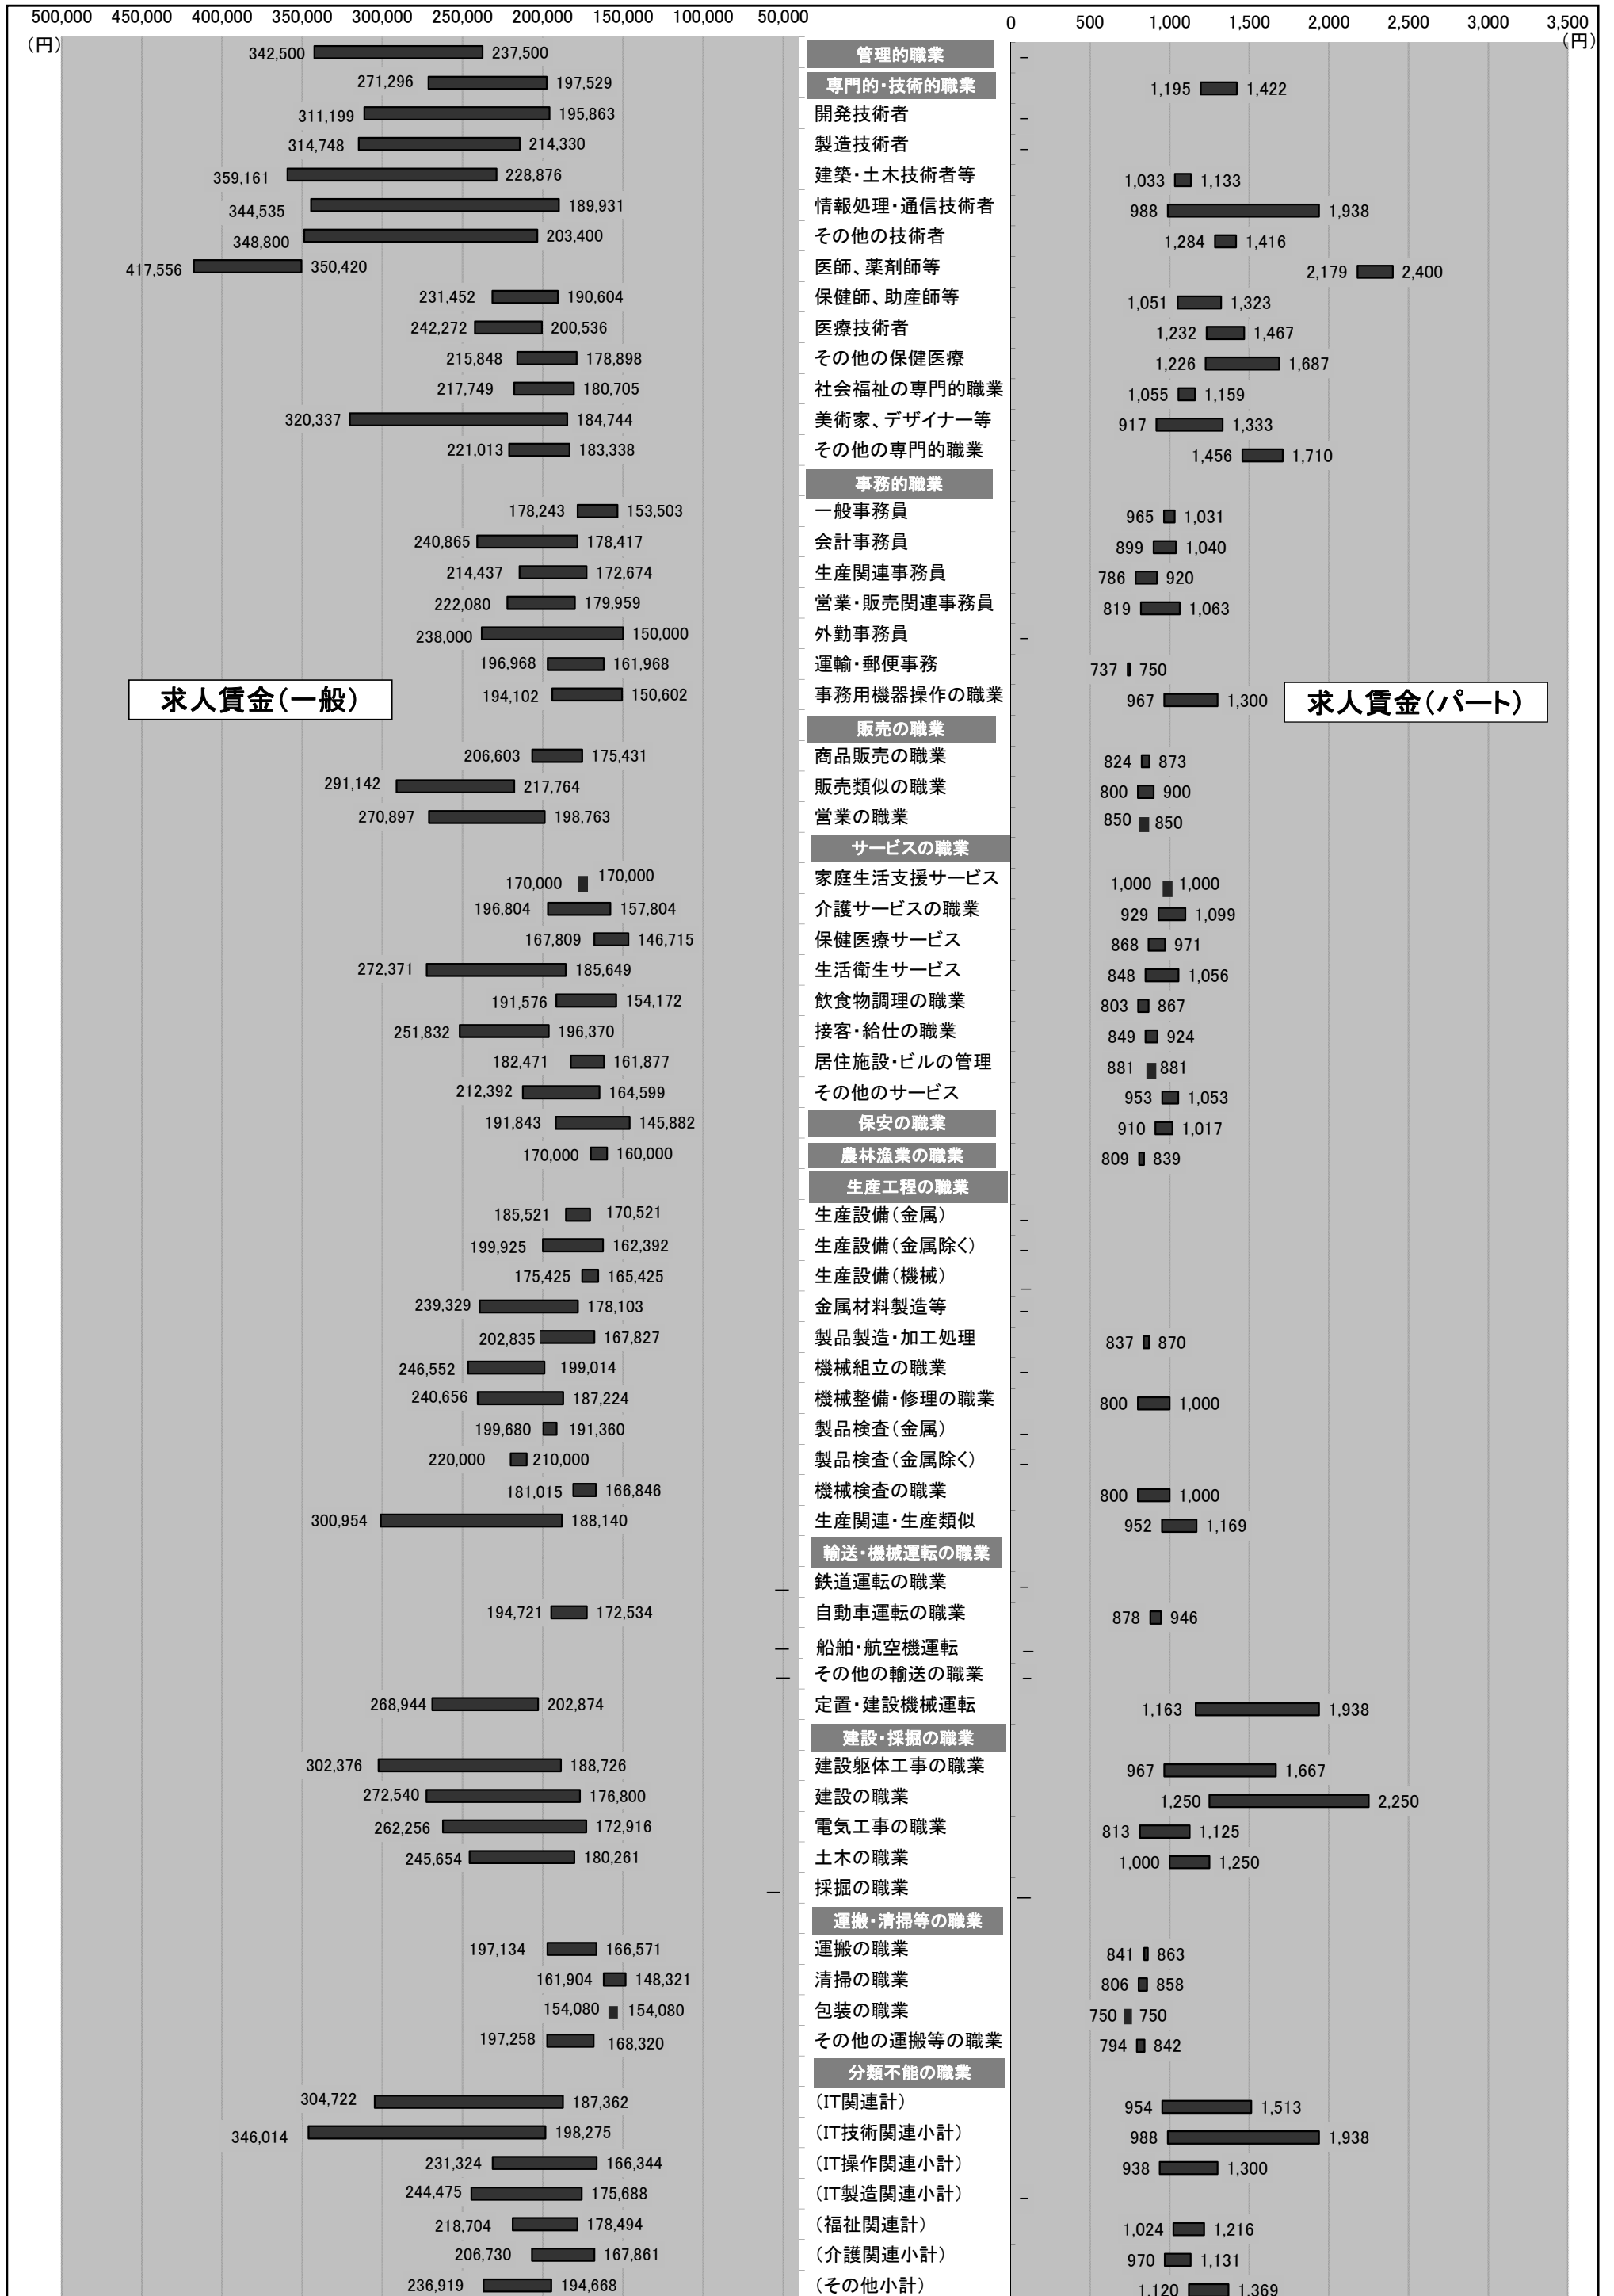 500,000 450,000 400,000 350,000 300,000 250,000 200,000 150,000 100,000 50,000 0 500 1,000 1,500 2,000 2,500 3,000 3,500
(円) (円)
342,500 237,500 管理的職業 –
271,296 197,529 専門的・技術的職業 1,195 1,422
311,199 195,863 開発技術者 –
314,748 214,330 製造技術者 –
359,161 228,876 建築・土木技術者等 1,033 1,133
344,535 189,931 情報処理・通信技術者 988 1,938
348,800 203,400 その他の技術者 1,284 1,416
417,556 350,420 医師、薬剤師等 2,179 2,400
231,452 190,604 保健師、助産師等 1,051 1,323
242,272 200,536 医療技術者 1,232 1,467
215,848 178,898 その他の保健医療 1,226 1,687
217,749 180,705 社会福祉の専門的職業 1,055 1,159
320,337 184,744 美術家、デザイナー等 917 1,333
221,013 183,338 その他の専門的職業 1,456 1,710
事務的職業
178,243 153,503 一般事務員 965 1,031
240,865 178,417 会計事務員 899 1,040
214,437 172,674 生産関連事務員 786 920
222,080 179,959 営業・販売関連事務員 819 1,063
238,000 150,000 外勤事務員 –
196,968 161,968 運輸・郵便事務 737 750
求人賃金(一般) 194,102 150,602 事務用機器操作の職業 967 1,300 求人賃金(パート)
販売の職業
206,603 175,431 商品販売の職業 824 873
291,142 217,764 販売類似の職業 800 900
270,897 198,763 営業の職業 850 850
サービスの職業
170,000 170,000 家庭生活支援サービス 1,000 1,000
196,804 157,804 介護サービスの職業 929 1,099
167,809 146,715 保健医療サービス 868 971
272,371 185,649 生活衛生サービス 848 1,056
191,576 154,172 飲食物調理の職業 803 867
251,832 196,370 接客・給仕の職業 849 924
182,471 161,877 居住施設・ビルの管理 881 881
212,392 164,599 その他のサービス 953 1,053
191,843 145,882 保安の職業 910 1,017
170,000 160,000 農林漁業の職業 809 839
生産工程の職業
185,521 170,521 生産設備(金属) –
199,925 162,392 生産設備(金属除く) –
175,425 165,425 生産設備(機械) –
239,329 178,103 金属材料製造等 –
202,835 167,827 製品製造・加工処理 837 870
246,552 199,014 機械組立の職業 –
240,656 187,224 機械整備・修理の職業 800 1,000
199,680 191,360 製品検査(金属) –
220,000 210,000 製品検査(金属除く) –
181,015 166,846 機械検査の職業 800 1,000
300,954 188,140 生産関連・生産類似 952 1,169
輸送・機械運転の職業
– 鉄道運転の職業 –
194,721 172,534 自動車運転の職業 878 946
– 船舶・航空機運転 –
– その他の輸送の職業 –
268,944 202,874 定置・建設機械運転 1,163 1,938
建設・採掘の職業
302,376 188,726 建設躯体工事の職業 967 1,667
272,540 176,800 建設の職業 1,250 2,250
262,256 172,916 電気工事の職業 813 1,125
245,654 180,261 土木の職業 1,000 1,250
– 採掘の職業 –
運搬・清掃等の職業
197,134 166,571 運搬の職業 841 863
161,904 148,321 清掃の職業 806 858
154,080 154,080 包装の職業 750 750
197,258 168,320 その他の運搬等の職業 794 842
分類不能の職業
304,722 187,362 (IT関連計) 954 1,513
346,014 198,275 (IT技術関連小計) 988 1,938
231,324 166,344 (IT操作関連小計) 938 1,300
244,475 175,688 (IT製造関連小計) –
218,704 178,494 (福祉関連計) 1,024 1,216
206,730 167,861 (介護関連小計) 970 1,131
236,919 194,668 (その他小計) 1,120 1,369